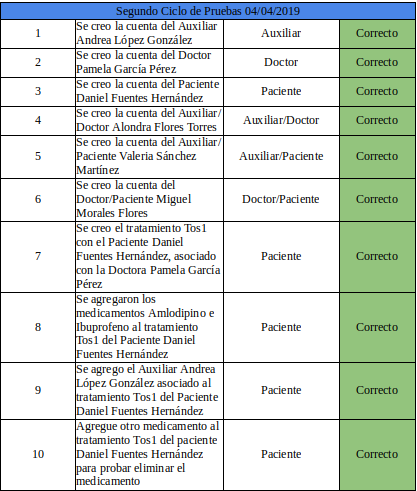 Segundo Ciclo de Pruebas 04/04/2019
1
Se creo la cuenta del Auxiliar
Andrea López González
Auxiliar
Correcto
2
Se creo la cuenta del Doctor
Pamela García Pérez
Doctor
Correcto
3
Se creo la cuenta del Paciente
Daniel Fuentes Hernández
Paciente
Correcto
4
Se creo la cuenta del Auxiliar/
Doctor Alondra Flores Torres
Auxiliar/Doctor
Correcto
5
Se creo la cuenta del Auxiliar/
Paciente Valeria Sánchez
Martínez
Auxiliar/Paciente
Correcto
6
Se creo la cuenta del
Doctor/Paciente Miguel
Morales Flores
Doctor/Paciente
Correcto
7
Se creo el tratamiento Tos1
con el Paciente Daniel
Fuentes Hernández, asociado
con la Doctora Pamela García
Pérez
Paciente
Correcto
8
Se agregaron los
medicamentos Amlodipino e
Ibuprofeno al tratamiento
Tos1 del Paciente Daniel
Fuentes Hernández
Paciente
Correcto
9
Se agrego el Auxiliar Andrea
López González asociado al
tratamiento Tos1 del Paciente
Daniel Fuentes Hernández
Paciente
Correcto
10
Agregue otro medicamento al
tratamiento Tos1 del paciente
Daniel Fuentes Hernández
para probar eliminar el
medicamento
Paciente
Correcto